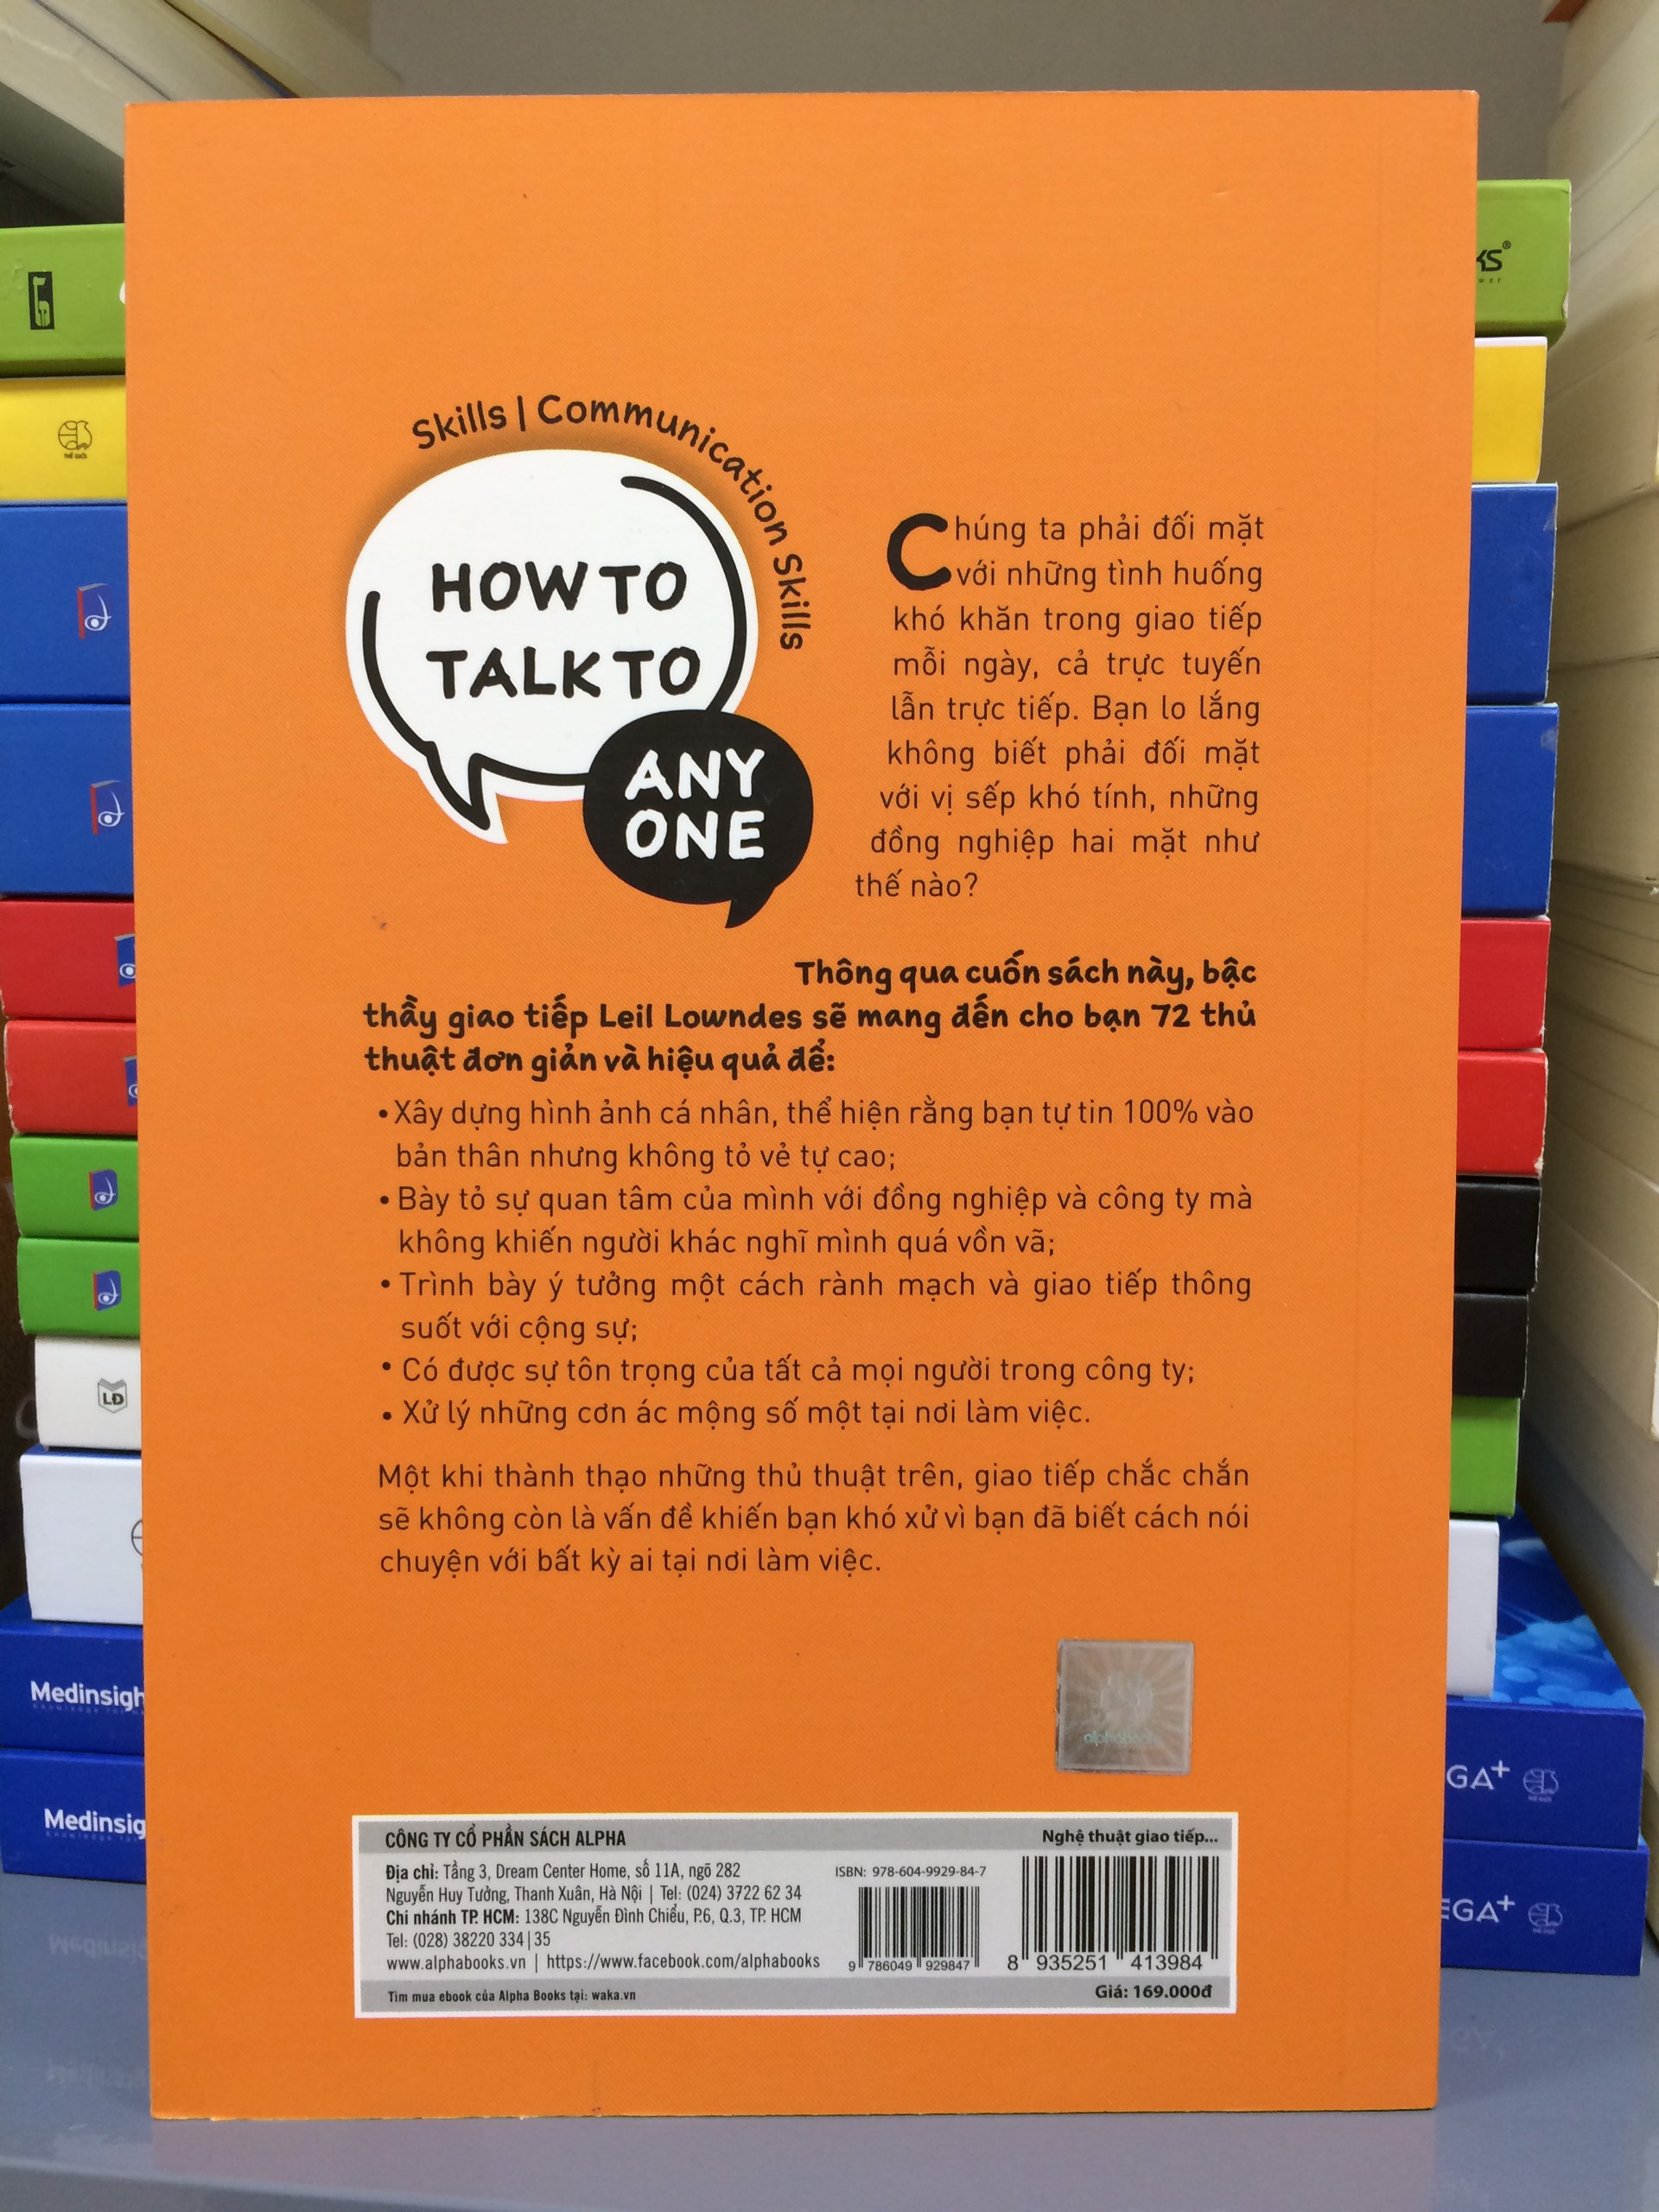 Skills | Communication Skills
HOW TO
TALK TO
ANY
ONE
Chúng ta phải đối mặt
với những tình huống
khó khăn trong giao tiếp
mỗi ngày, cả trực tuyến
lẫn trực tiếp. Bạn lo lắng
không biết phải đối mặt
với vị sếp khó tính, những
đồng nghiệp hai mặt như
thế nào?
Thông qua cuốn sách này, bậc
thầy giao tiếp Leil Lowndes sẽ mang đến cho bạn 72 thủ
thuật đơn giản và hiệu quả để:
• Xây dựng hình ảnh cá nhân, thể hiện rằng bạn tự tin 100% vào
bản thân nhưng không tỏ vẻ tự cao;
• Bày tỏ sự quan tâm của mình với đồng nghiệp và công ty mà
không khiến người khác nghĩ mình quá vồn vã;
• Trình bày ý tưởng một cách rành mạch và giao tiếp thông
suốt với cộng sự;
• Có được sự tôn trọng của tất cả mọi người trong công ty;
• Xử lý những cơn ác mộng số một tại nơi làm việc.
Một khi thành thạo những thủ thuật trên, giao tiếp chắc chắn
sẽ không còn là vấn đề khiến bạn khó xử vì bạn đã biết cách nói
chuyện với bất kỳ ai tại nơi làm việc.
alphabooks
CÔNG TY CỔ PHẦN SÁCH ALPHA
Nghệ thuật giao tiếp...
Địa chỉ: Tầng 3, Dream Center Home, số 11A, ngõ 282
Nguyễn Huy Tưởng, Thanh Xuân, Hà Nội | Tel: (024) 3722 62 34
Chi nhánh TP. HCM: 138C Nguyễn Đình Chiểu, P.6, Q.3, TP. HCM
Tel: (028) 38220 334|35
www.alphabooks.vn | https://www.facebook.com/alphabooks
ISBN: 978-604-9929-84-7
9 786049 929847
8 935251 413984
Tìm mua ebook của Alpha Books tại: waka.vn
Giá: 169.000đ
KS®
THẾ GIỚI
LĐ
Medinsigh
Medinsig
GA+
EGA+